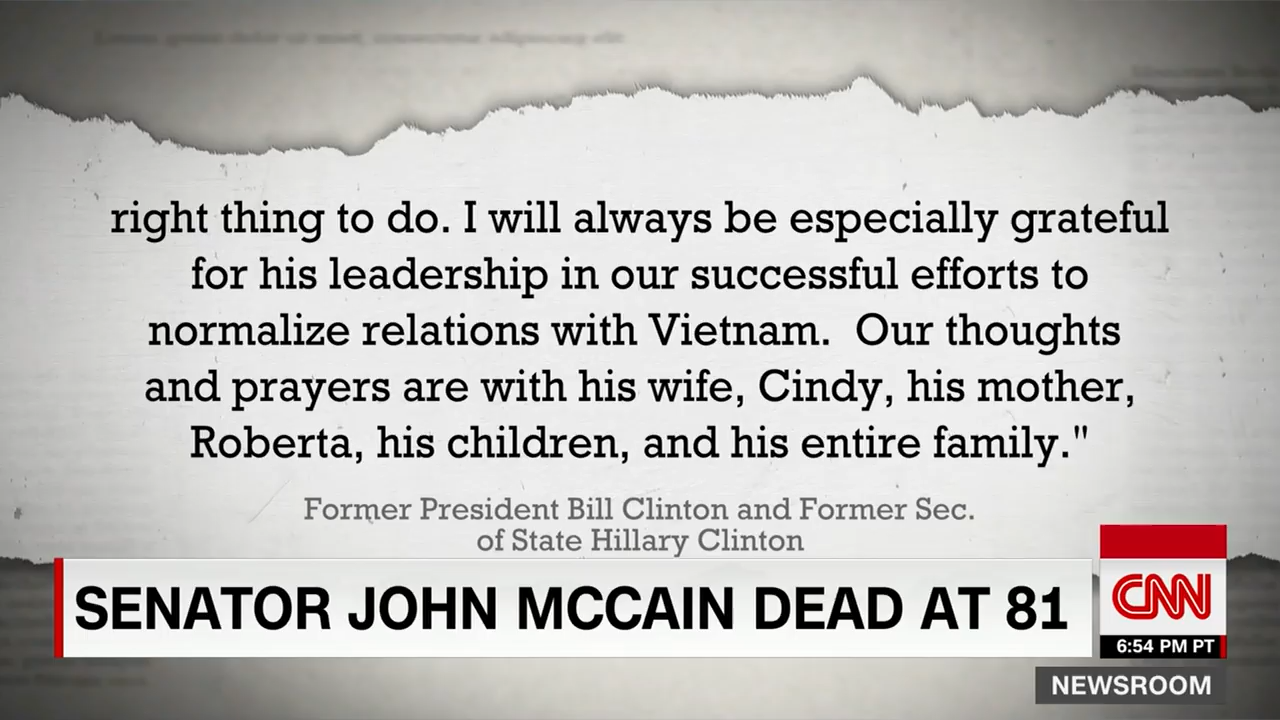 right thing to do. I will always be especially grateful
for his leadership in our successful efforts to
normalize relations with Vietnam.  Our thoughts
and prayers are with his wife, Cindy, his mother,
Roberta, his children, and his entire family."
Former President Bill Clinton and Former Sec.
of State Hillary Clinton
SENATOR JOHN MCCAIN DEAD AT 81
CNN
6:54 PM PT
NEWSROOM